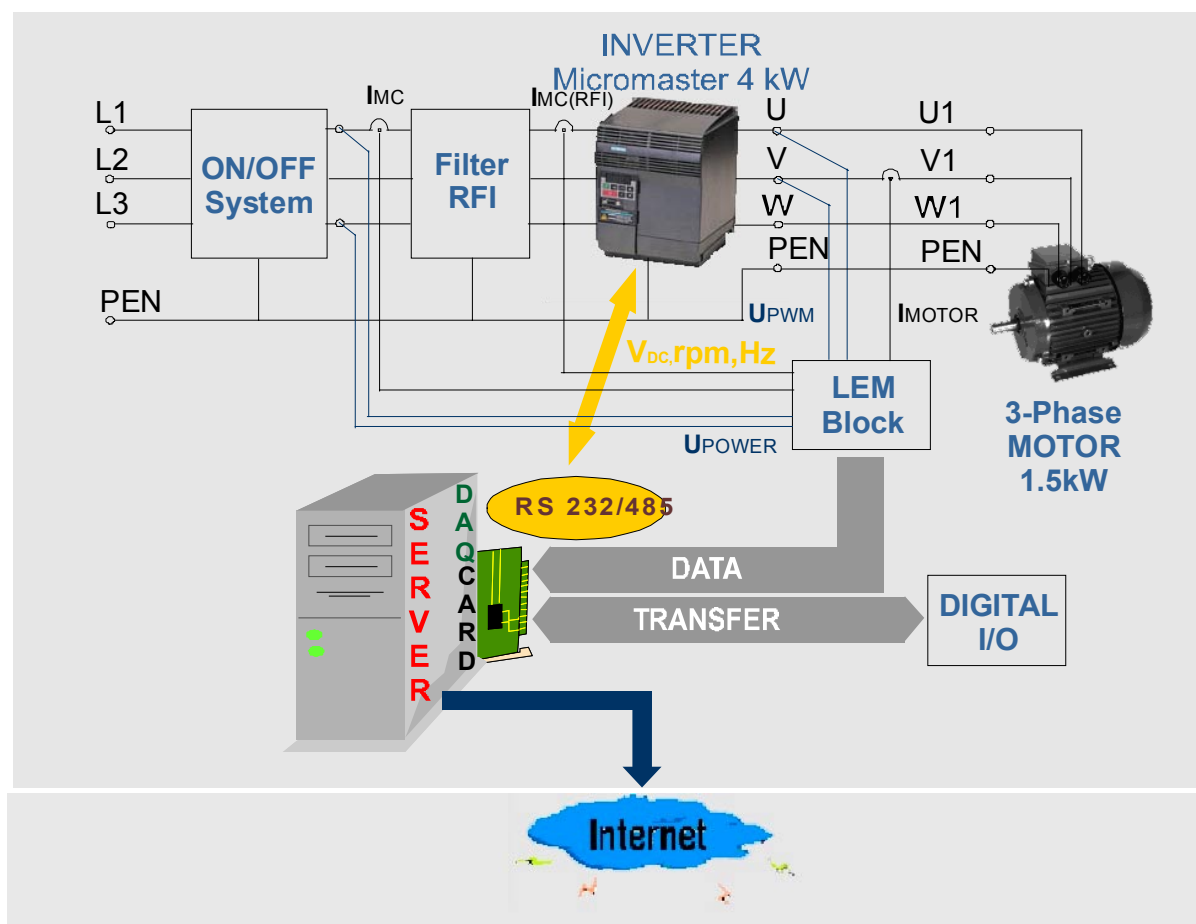 INVERTER
Micromaster 4 kW
L1
IMC
IMC(RFI)
U
U1
L2
ON/OFF
System
Filter
RFI
V
V1
L3
W
W1
PEN
PEN
PEN
UPWM
IMOTOR
VDC,rpm,Hz
LEM
Block
UPOWER
3-Phase
MOTOR
1.5kW
RS 232/485
SERVER
DAQ CARD
DATA
TRANSFER
DIGITAL
I/O
Internet